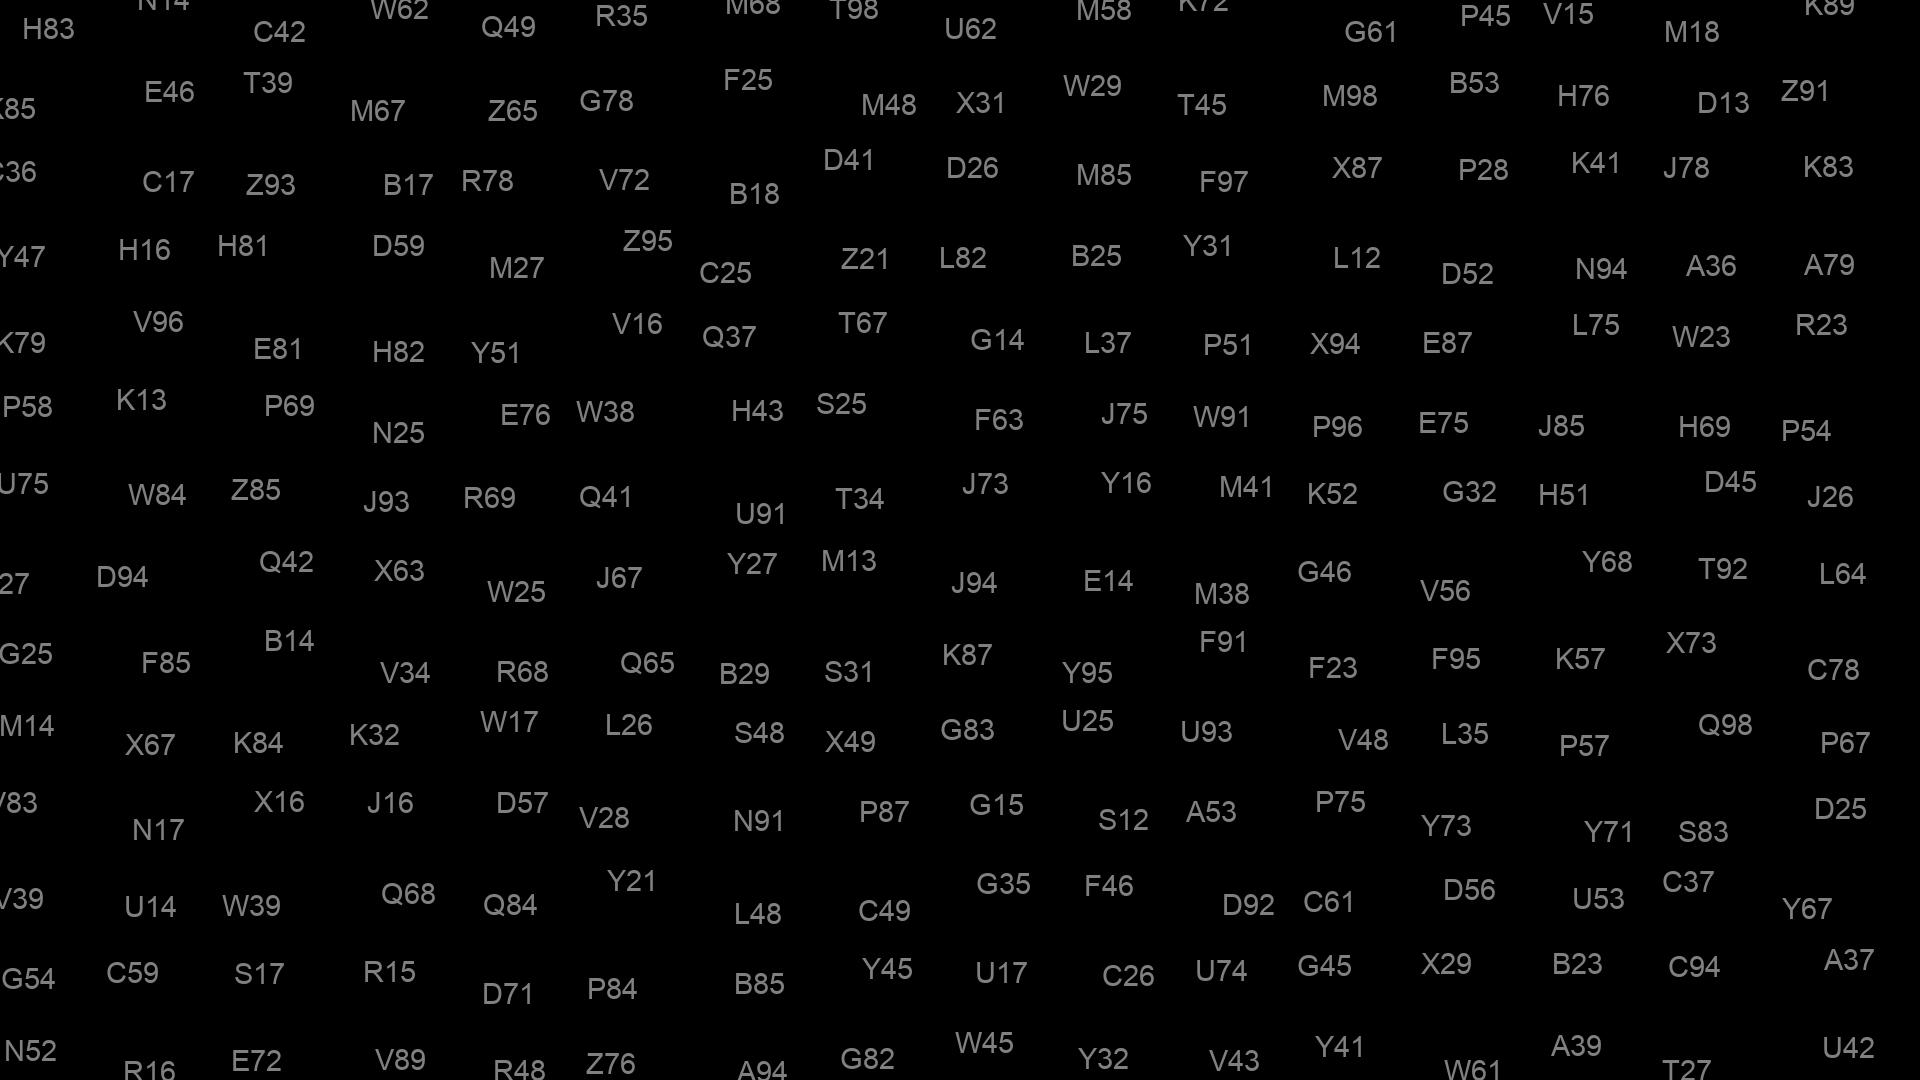 H83 N14 C42 W62 Q49 R35 M68 T98 U62 M58 K72 G61 P45 V15 M18 K89
K85 E46 T39 M67 Z65 G78 F25 M48 X31 W29 T45 M98 B53 H76 D13 Z91
C36 C17 Z93 B17 R78 V72 B18 D41 D26 M85 F97 X87 P28 K41 J78 K83
Y47 H16 H81 D59 M27 Z95 C25 Z21 L82 B25 Y31 L12 D52 N94 A36 A79
K79 V96 E81 H82 Y51 V16 Q37 T67 G14 L37 P51 X94 E87 L75 W23 R23
P58 K13 P69 N25 E76 W38 H43 S25 F63 J75 W91 P96 E75 J85 H69 P54
U75 W84 Z85 J93 R69 Q41 U91 T34 J73 Y16 M41 K52 G32 H51 D45 J26
27 D94 Q42 X63 W25 J67 Y27 M13 J94 E14 M38 G46 V56 Y68 T92 L64
G25 F85 B14 V34 R68 Q65 B29 S31 K87 Y95 F91 F23 F95 K57 X73 C78
M14 X67 K84 K32 W17 L26 S48 X49 G83 U25 U93 V48 L35 P57 Q98 P67
83 N17 X16 J16 D57 V28 N91 P87 G15 S12 A53 P75 Y73 Y71 S83 D25
V39 U14 W39 Q68 Q84 Y21 L48 C49 G35 F46 D92 C61 D56 U53 C37 Y67
G54 C59 S17 R15 D71 P84 B85 Y45 U17 C26 U74 G45 X29 B23 C94 A37
N52 R16 E72 V89 R48 Z76 A94 G82 W45 Y32 V43 Y41 W61 A39 T27 U42